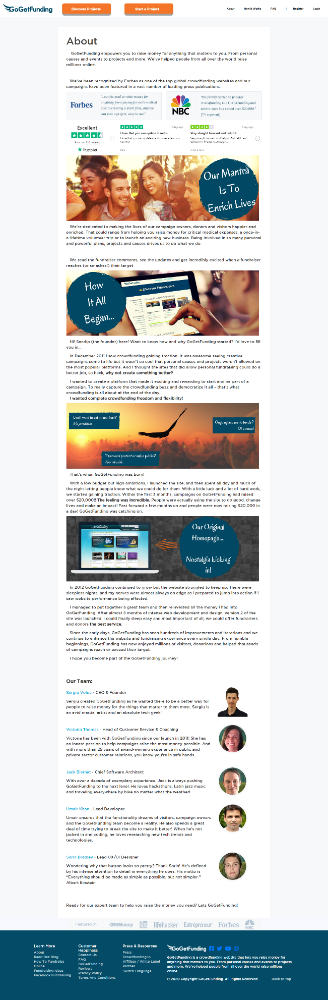 GoGetFunding
Discover Projects
Start a Project
About
How it Works
FAQ
|
Register
Login
About
GoGetFunding empowers you to raise money for anything that matters to you. From personal
causes and events to projects and more. We've helped people from all over the world raise
millions online.
We've been recognized by Forbes as one of the top global crowdfunding websites and our
campaigns have been featured in a vast number of leading press publications.
Forbes
"...can be used to raise money for
anything from paying for pet's medical
bills to creating a short film...anyone
can post a project, easy to use."
NBC
"the family turned to popular
crowdfunding site GoGetFunding and
within days had raised over $20,000."
[TV segment]
Excellent
Based on 210 reviews
Trustpilot
2 days ago
I love that you can update it and is...
I love that you can update it and is available in my
country.
Kaca
2 days ago
Very straight forward and helpful.
Very straight forward and helpful. But I still can't
upload my images. (Campaign...
Amelia Tevo
Our Mantra
Is To
Enrich Lives
We're dedicated to making the lives of our campaign owners, donors and visitors happier and
enriched. That could range from helping you raise money for critical medical expenses, a once-in-
a-lifetime volunteer trip or to launch an exciting new business. Being involved in so many personal
and powerful plans, projects and causes drives us to do what we do.
We read the fundraiser comments, see the updates and get incredibly excited when a fundraiser
reaches (or smashes!) their target
How
It All
Began...
GoGetFunding
Discover Fundraisers
Almost Funded Campaigns
Hi! Sandip (the founder) here! Want to know how and why GoGetFunding started? I'd love to fill
you in...
In December 2011 I saw crowdfunding gaining traction. It was awesome seeing creative
campaigns come to life but it wasn't so cool that personal causes and projects weren't allowed on
the most popular platforms. And I thought the sites that did allow personal fundraising could do a
better job, so heck, why not create something better?
I wanted to create a platform that made it exciting and rewarding to start and be part of a
campaign. To really capture the crowdfunding buzz and democratize it all – that's what
crowdfunding is all about at the end of the day.
I wanted complete crowdfunding freedom and flexibility!
Don't want to set a time-limit?
No problem.
Ongoing access to funds?
Of course!
Password protect or make public?
You decide.
That's when GoGetFunding was born!
With a low budget but high ambitions, I launched the site, and then spent all day and much of
the night letting people know what we could do for them. With a little luck and a lot of hard work,
we started gaining traction. Within the first 3 months, campaigns on GoGetFunding had raised
over $20,000!! The feeling was incredible. People were actually using the site to do good, change
lives and make an impact! Fast forward a few months on and people were now raising $20,000 in
a day! GoGetFunding was catching on.
Our Original
Homepage....
Nostalgia kicking
in!
In 2012 GoGetFunding continued to grow but the website struggled to keep up. There were
sleepless nights, and my nerves were almost always on edge as I prepared to jump into action if I
saw website performance being affected.
I managed to put together a great team and then reinvested all the money I had into
GoGetFunding. After almost 5 months of intense web development and design, version 2 of the
site was launched. I could finally sleep easy and most important of all, we could offer fundraisers
and donors the best service.
Since the early days, GoGetFunding has seen hundreds of improvements and iterations and we
continue to enhance the website and fundraising experience every single day. From humble
beginnings, GoGetFunding has now enjoyed millions of visitors, donations and helped thousands
of campaigns reach or exceed their target.
I hope you become part of the GoGetFunding journey!
Our Team:
Sergiu Voloc - CEO & Founder
Sergiu created GoGetFunding as he wanted there to be a better way for
people to raise money for the things that matter to them most. Sergiu is
an avid martial artist and an absolute tech geek!
Victoria Thomas - Head of Customer Service & Coaching
Victoria has been with GoGetFunding since our launch in 2011! She has
an innate passion to help campaigns raise the most money possible. And
with more than 25 years of award-winning experience in public and
private sector customer relations, you know you're in safe hands.
Jack Biernat - Chief Software Architect
With over a decade of exemplary experience, Jack is always pushing
GoGetFunding to the next level. He loves hackathons, Latin jazz music
and traveling everywhere by bike no matter what the weather!
Umair Khan - Lead Developer
Umair ensures that the functionality dreams of visitors, campaign owners
and the GoGetFunding team become a reality. He also spends a great
deal of time trying to break the site to make it better! When he's not
jacked in and coding, he loves researching new tech trends and
technologies.
Sorin Bradley - Lead UX/UI Designer
Wondering why that button looks so pretty? Thank Sorin! He's defined
by his intense attention to detail in everything he does. His motto is
"Everything should be made as simple as possible, but not simpler."
Albert Einstein
Ready for our expert team to help you raise the money you need? Lets GoGetFunding!
Featured in
CNNMoney
lifehacker
Entrepreneur
Forbes
NBC
Learn More
About
Read Our Blog
How To Fundraise
Online
Fundraising Ideas
Facebook Fundraising
Customer
Happiness
Contact Us
FAQ
GoGetFunding
Reviews
Privacy Policy
Terms And Conditions
Press & Resources
Press
Crowdfunding.io
Affiliate / White Label
Partner
Switch Language
GoGetFunding
GoGetFunding is a crowdfunding website that lets you raise money for
anything that matters to you. From personal causes and events to projects
and more. We've helped people from all over the world raise millions
online.
© 2020 Copyright GoGetFunding. All Rights Reserved
Back to top